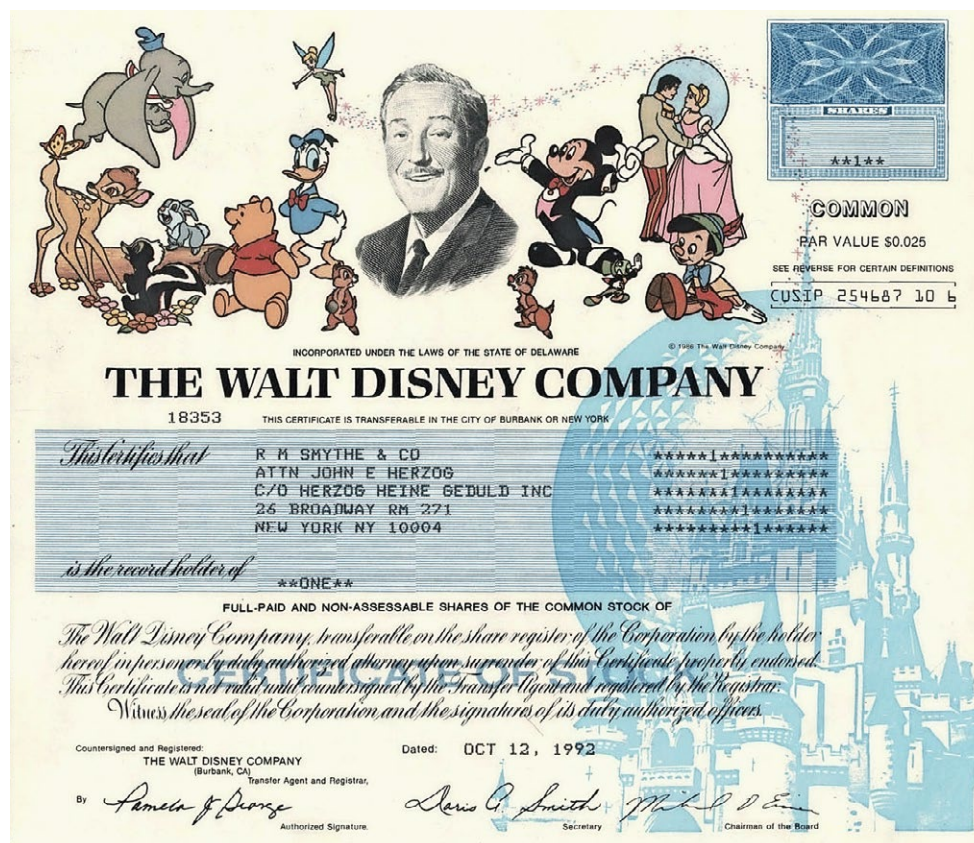 SHARES
**1**
COMMON
PAR VALUE $0.025
SEE REVERSE FOR CERTAIN DEFINITIONS
CUSIP 254687 10 6
© 1986 The Walt Disney Company
INCORPORATED UNDER THE LAWS OF THE STATE OF DELAWARE
THE WALT DISNEY COMPANY
18353 THIS CERTIFICATE IS TRANSFERABLE IN THE CITY OF BURBANK OR NEW YORK
This Certifies that R M SMYTHE & CO *****1**********
ATTN JOHN E HERZOG ******1*********
C/O HERZOG HEINE GEDULD INC *******1********
26 BROADWAY RM 271 ********1*******
NEW YORK NY 10004 *********1******
is the record holder of **ONE**
FULL-PAID AND NON-ASSESSABLE SHARES OF THE COMMON STOCK OF
The Walt Disney Company, transferable on the share register of the Corporation by the holder
hereof in person or by duly authorized attorney upon surrender of this Certificate properly endorsed.
CERTIFICATE OF STOCK
This Certificate is not valid until countersigned by the Transfer Agent and registered by the Registrar.
Witness the seal of the Corporation and the signatures of its duly authorized officers.
Countersigned and Registered: Dated: OCT 12, 1992
THE WALT DISNEY COMPANY
(Burbank, CA)
Transfer Agent and Registrar,
By Pamela J George Doris A. Smith
Authorized Signature. Secretary Chairman of the Board